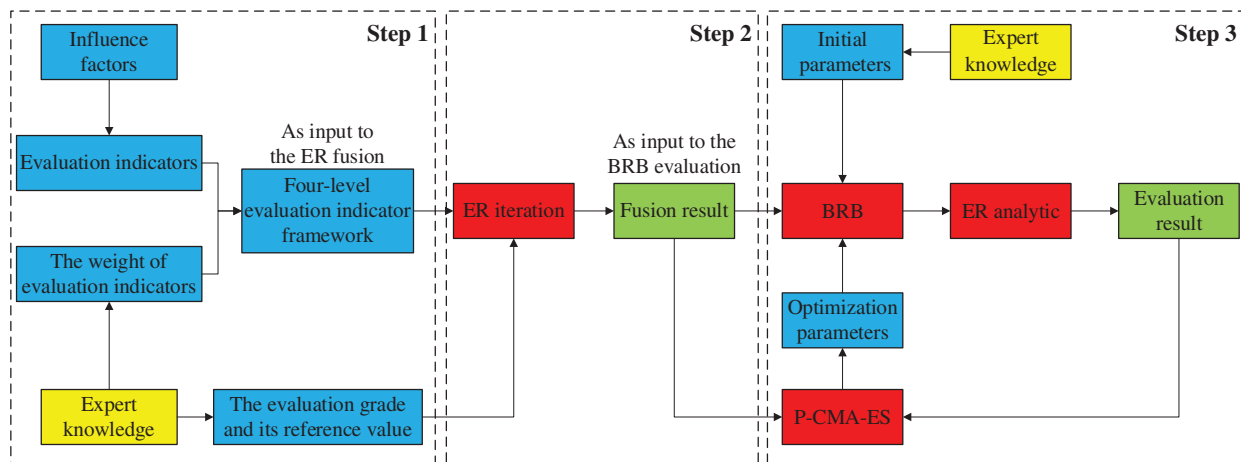 Step 1
Influence
factors
Evaluation indicators
The weight of
evaluation indicators
Expert
knowledge
As input to
the ER fusion
Four-level
evaluation indicator
framework
The evaluation grade
and its reference value
Step 2
ER iteration
As input to the
BRB evaluation
Fusion result
Step 3
Initial
parameters
Expert
knowledge
BRB
ER analytic
Evaluation
result
Optimization
parameters
P-CMA-ES